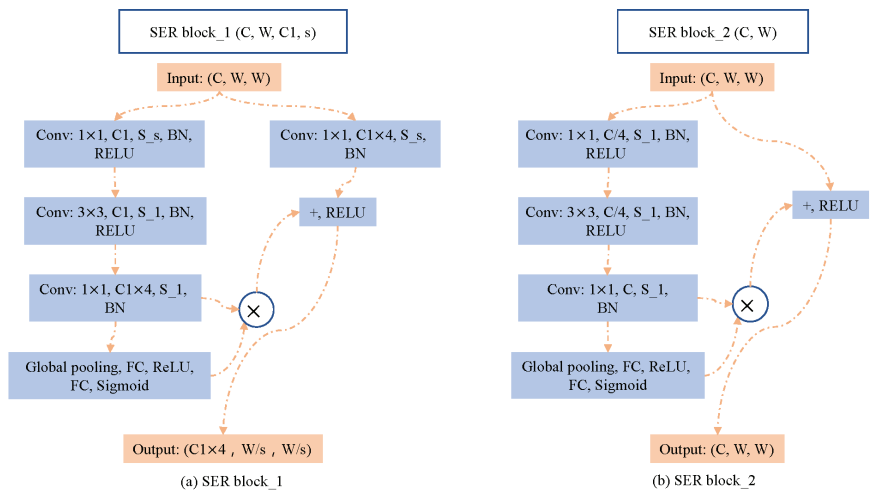 SER block_1 (C, W, C1, s)
Input: (C, W, W)
Conv: 1×1, C1, S_s, BN,
RELU
Conv: 1×1, C1×4, S_s,
BN
Conv: 3×3, C1, S_1, BN,
RELU
+, RELU
Conv: 1×1, C1×4, S_1,
BN
×
Global pooling, FC, ReLU,
FC, Sigmoid
Output: (C1×4 , W/s , W/s)
(a) SER block_1
SER block_2 (C, W)
Input: (C, W, W)
Conv: 1×1, C/4, S_1, BN,
RELU
Conv: 3×3, C/4, S_1, BN,
RELU
+, RELU
Conv: 1×1, C, S_1,
BN
×
Global pooling, FC, ReLU,
FC, Sigmoid
Output: (C, W, W)
(b) SER block_2